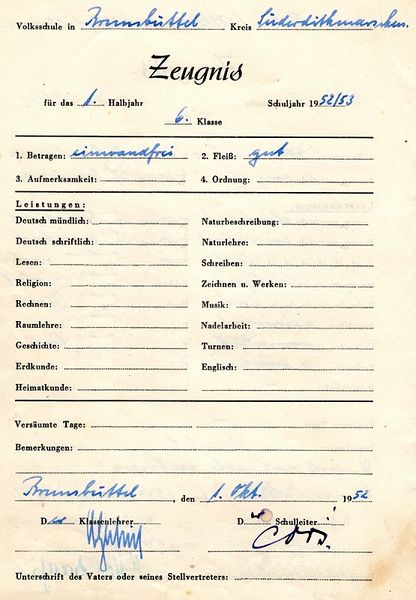 Volksschule in Brunsbüttel Kreis Süderdithmarschen.
Zeugnis
für das 1. Halbjahr Schuljahr 1952/53
6. Klasse
1. Betragen: einwandfrei 2. Fleiß: gut
3. Aufmerksamkeit: 4. Ordnung:
Leistungen:
Deutsch mündlich: Naturbeschreibung:
Deutsch schriftlich: Naturlehre:
Lesen: Schreiben:
Religion: Zeichnen u. Werken:
Rechnen: Musik:
Raumlehre: Nadelarbeit:
Geschichte: Turnen:
Erdkunde: Englisch:
Heimatkunde:
Versäumte Tage:
Bemerkungen:
Brunsbüttel, den 1. Okt. 1952
Der Klassenlehrer Der Schulleiter
Unterschrift des Vaters oder seines Stellvertreters: